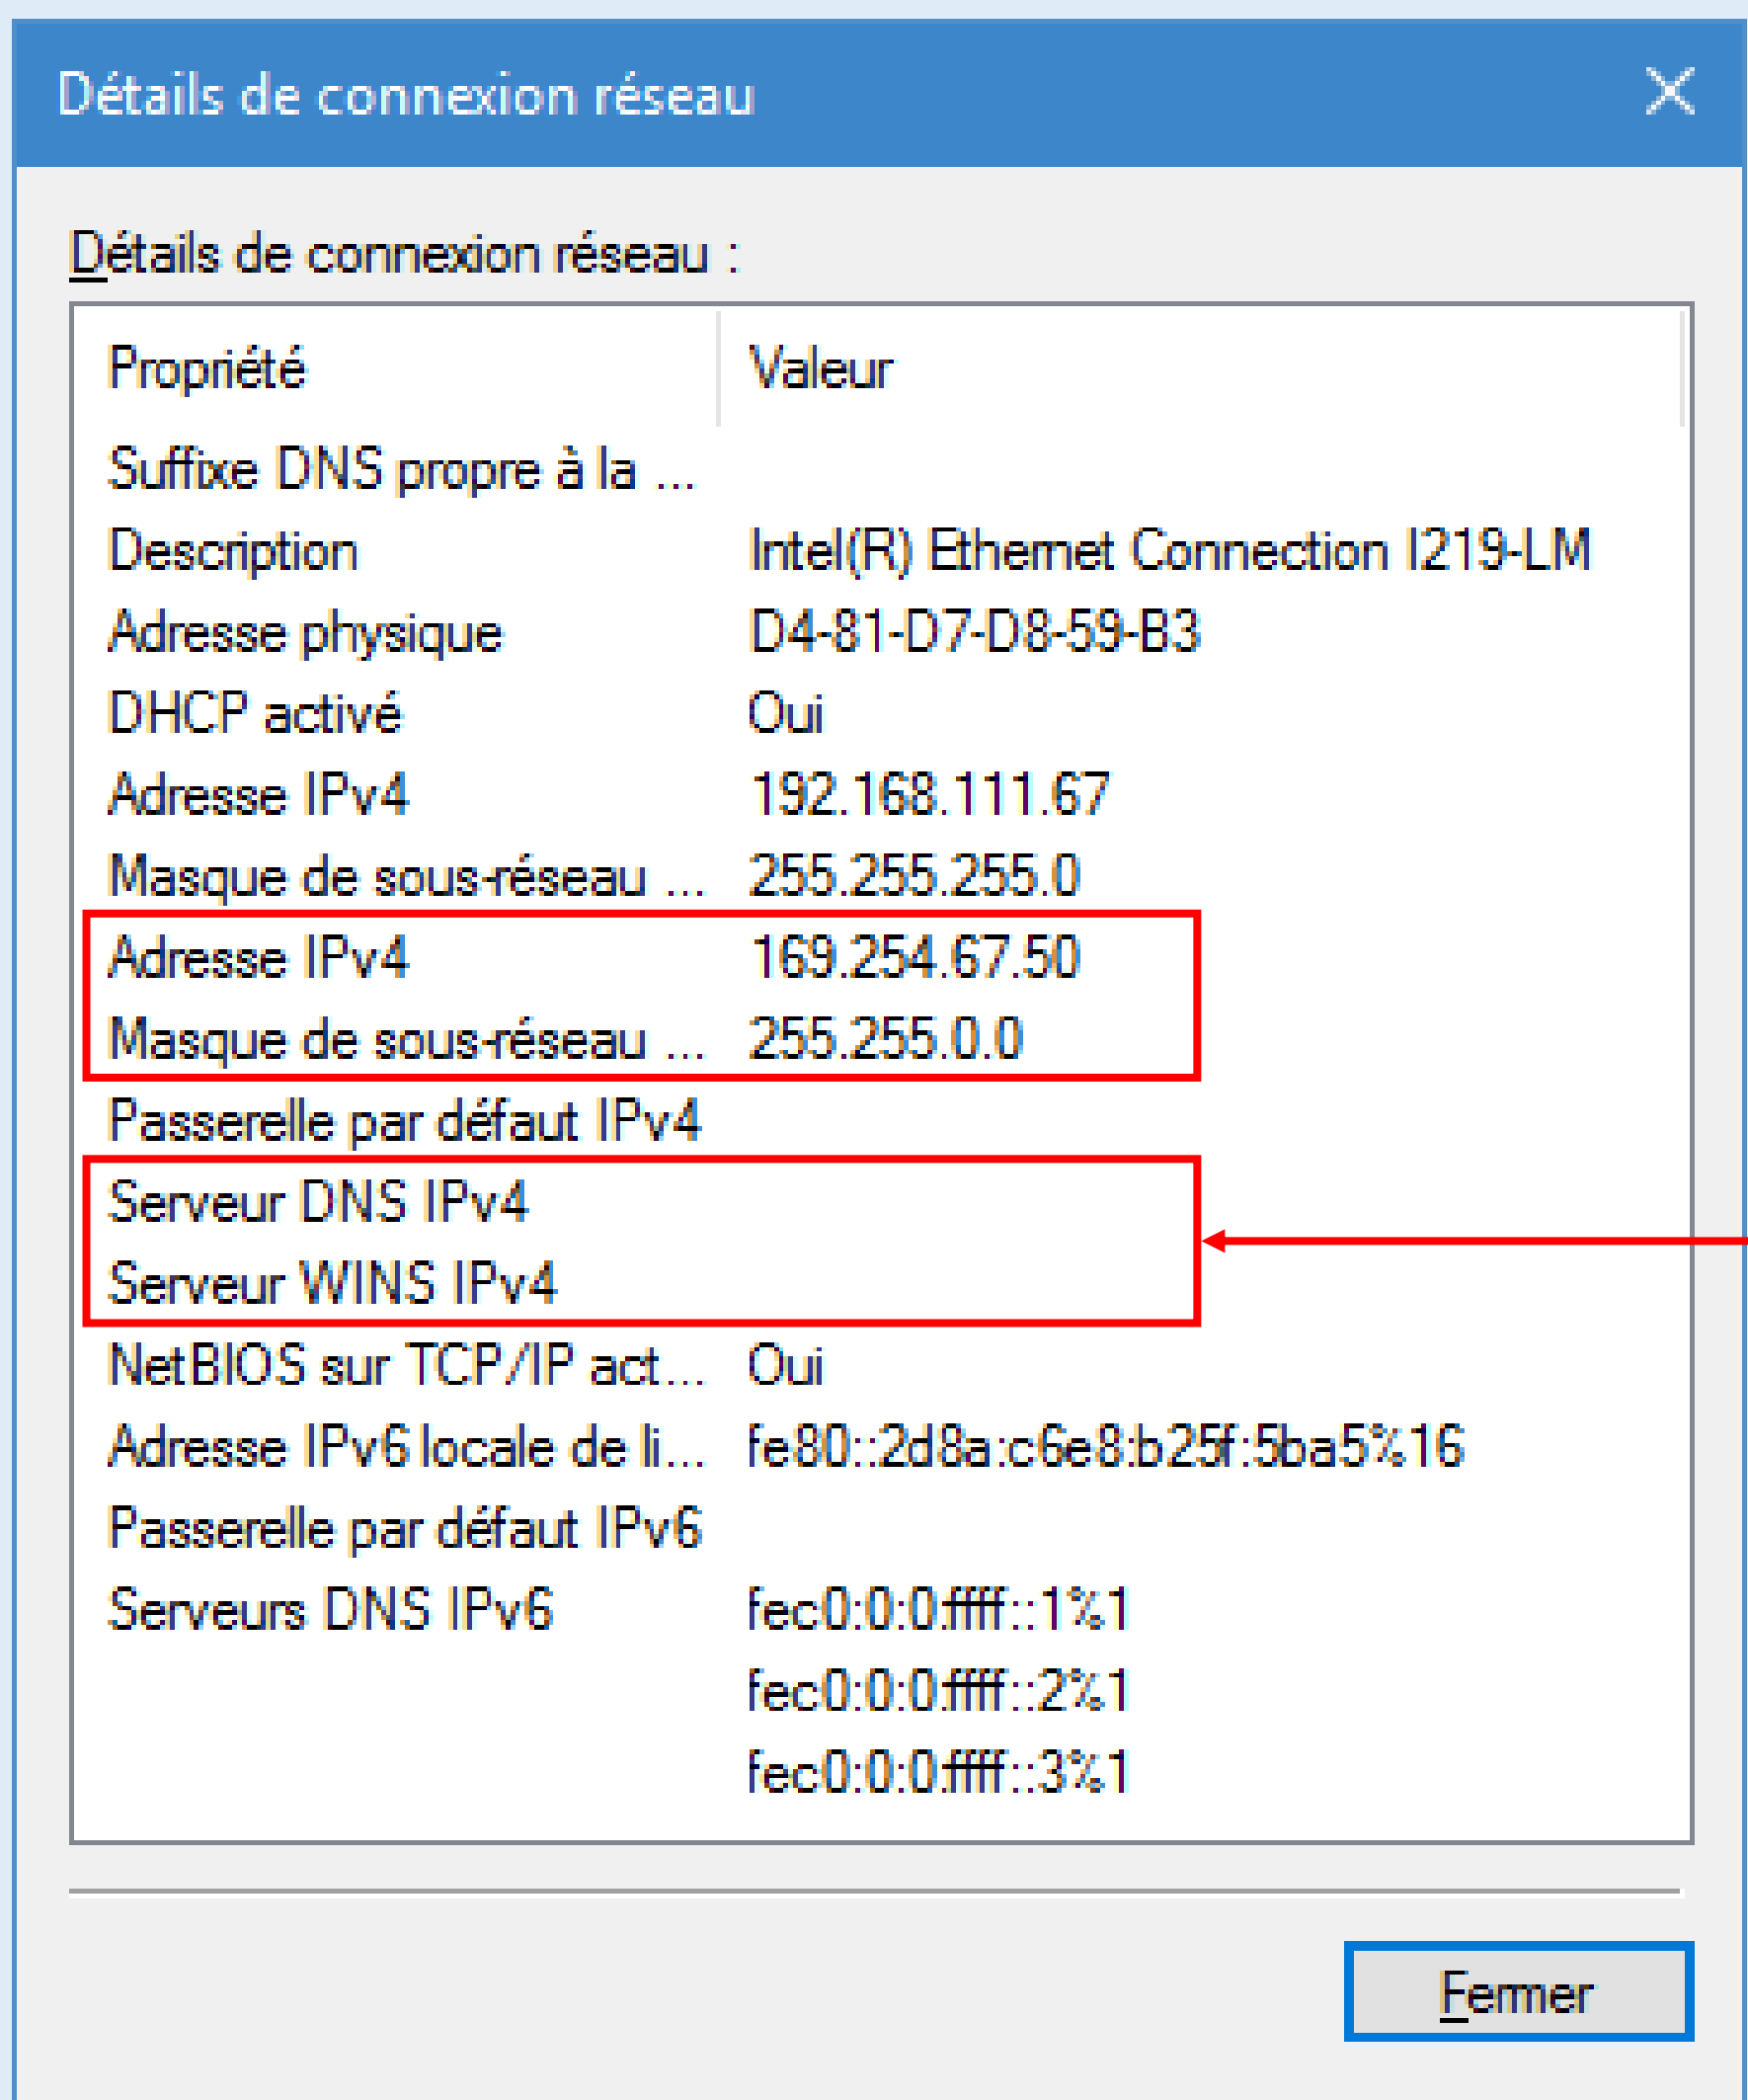 Détails de connexion réseau
Détails de connexion réseau :
Propriété Valeur
Suffixe DNS propre à la ...
Description Intel(R) Ethernet Connection I219-LM
Adresse physique D4-81-D7-D8-59-B3
DHCP activé Oui
Adresse IPv4 192.168.111.67
Masque de sous-réseau ... 255.255.255.0
Adresse IPv4 169.254.67.50
Masque de sous-réseau ... 255.255.0.0
Passerelle par défaut IPv4
Serveur DNS IPv4
Serveur WINS IPv4
NetBIOS sur TCP/IP act... Oui
Adresse IPv6 locale de li... fe80::2d8a:c6e8:b25f:5ba5%16
Passerelle par défaut IPv6
Serveurs DNS IPv6 fec0:0:0:ffff::1%1
fec0:0:0:ffff::2%1
fec0:0:0:ffff::3%1
Fermer